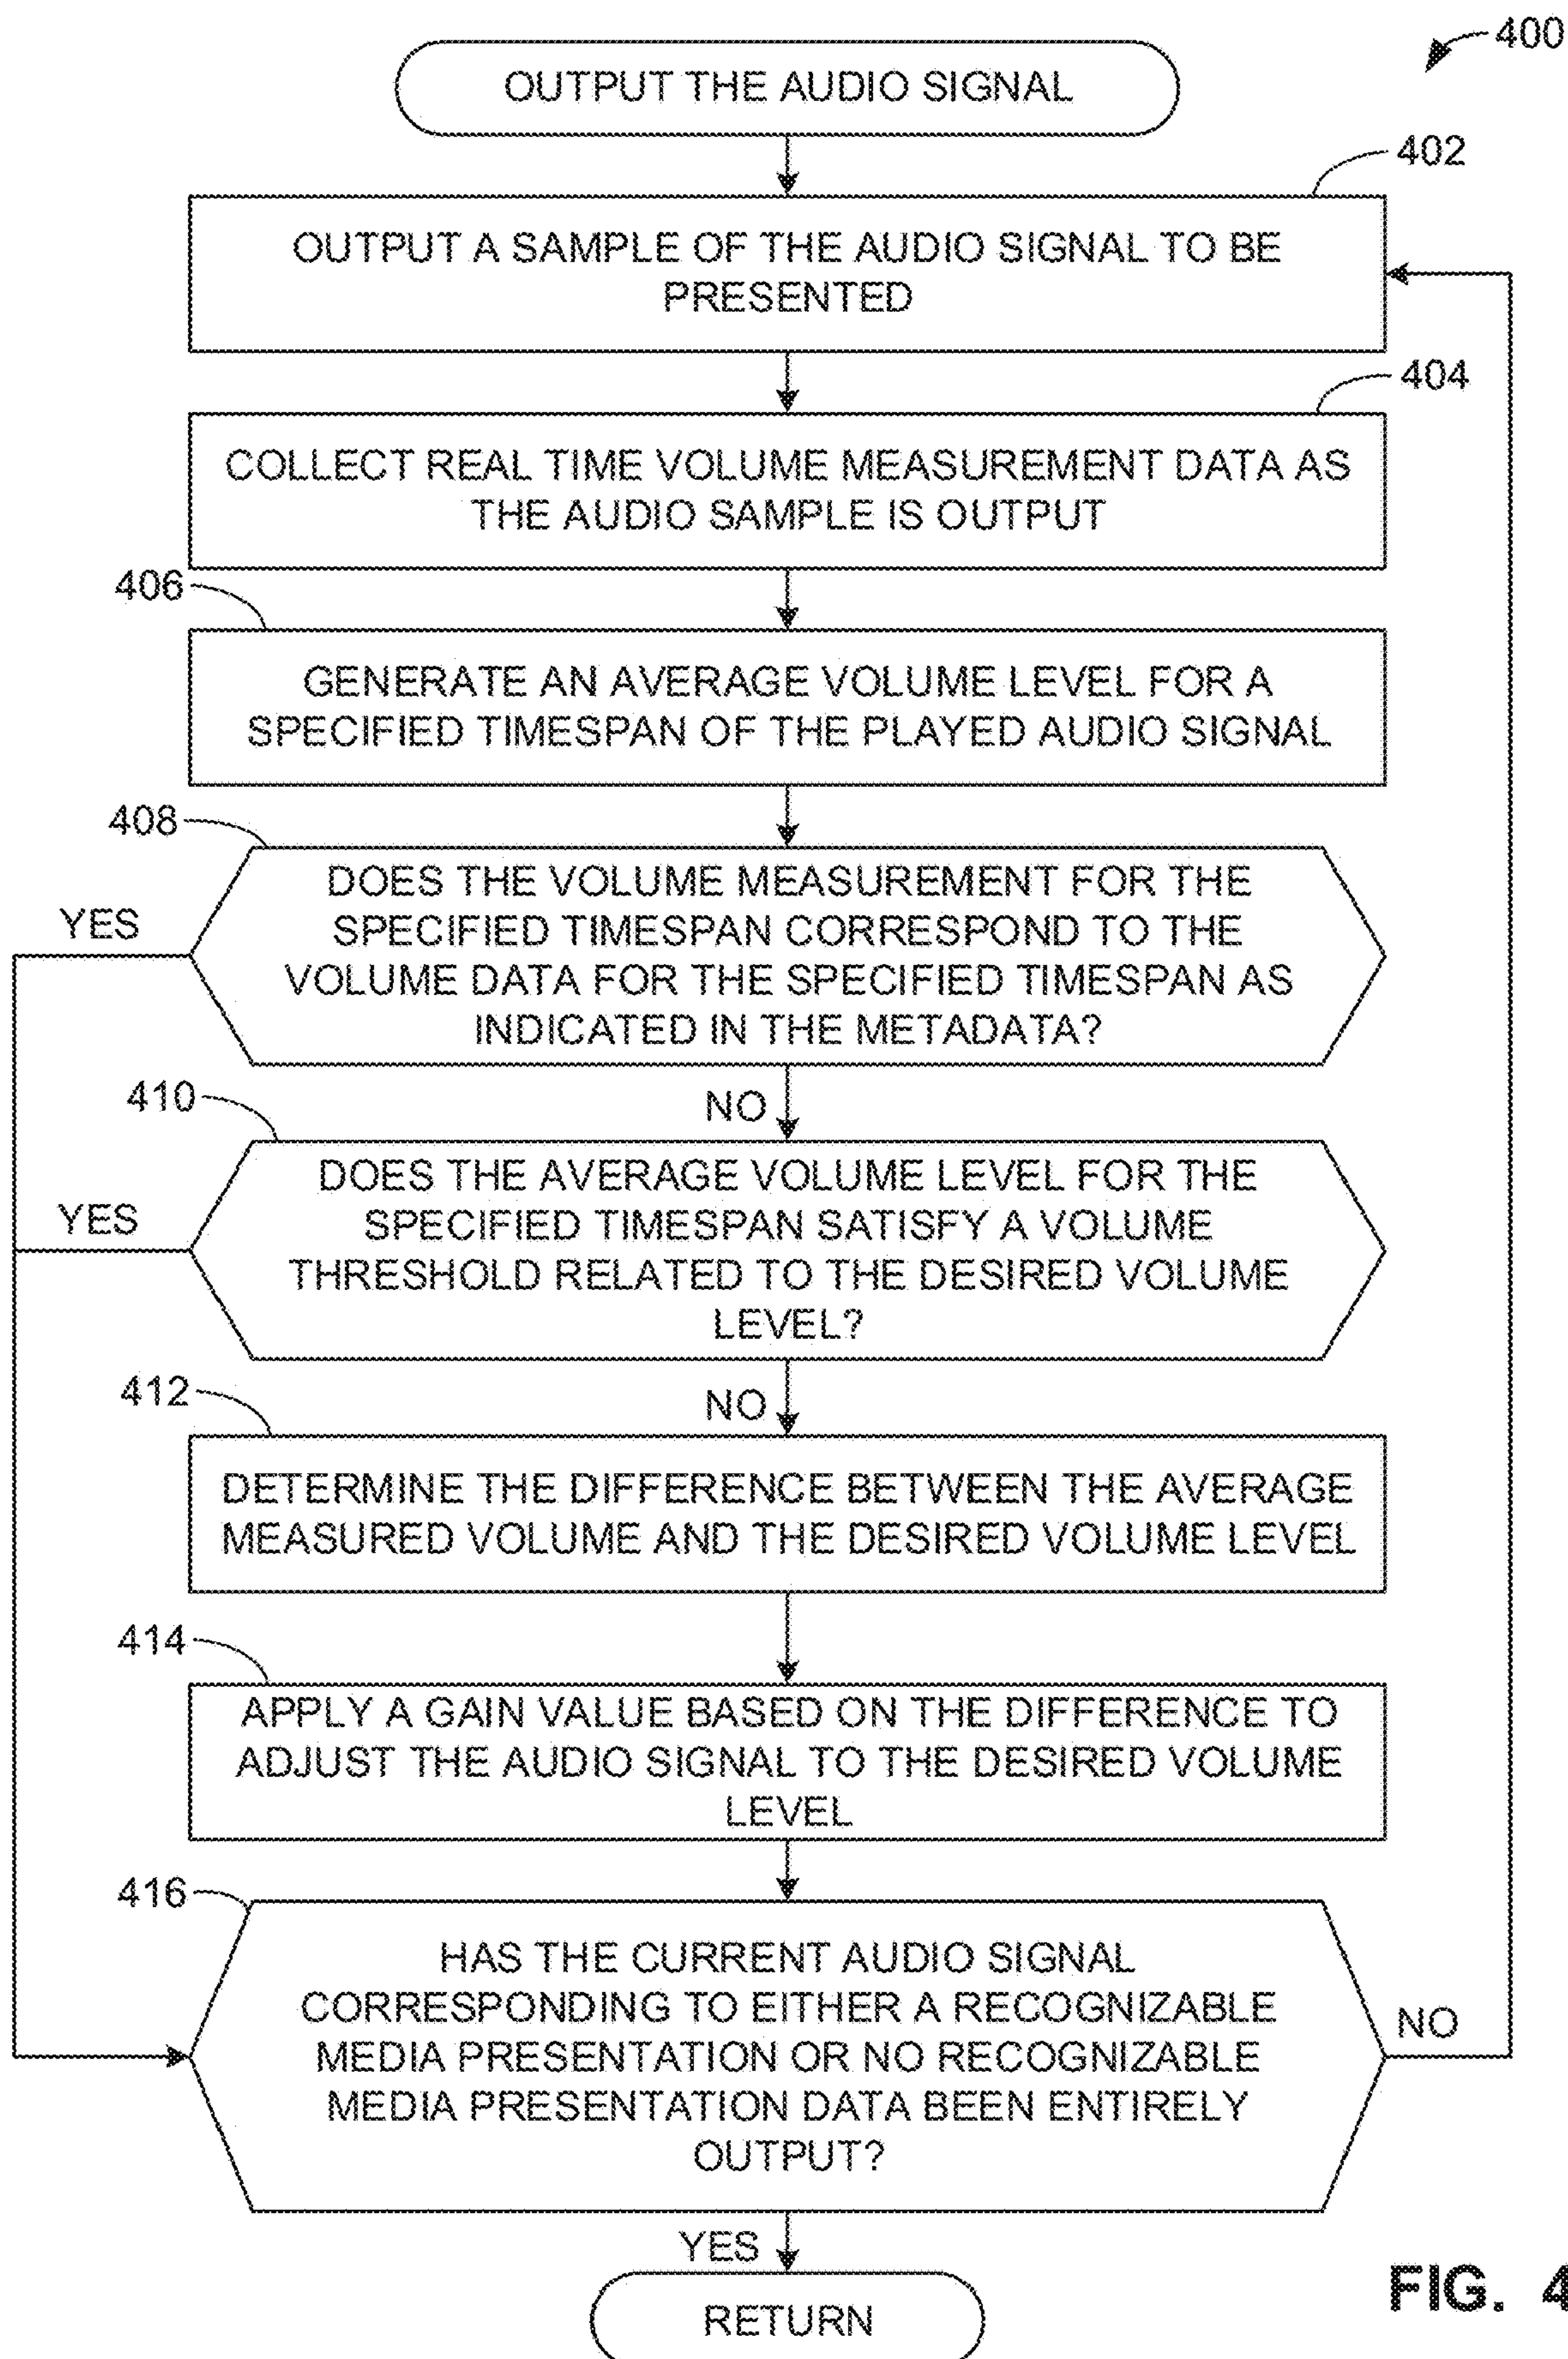 400
OUTPUT THE AUDIO SIGNAL
402
OUTPUT A SAMPLE OF THE AUDIO SIGNAL TO BE
PRESENTED
404
COLLECT REAL TIME VOLUME MEASUREMENT DATA AS
THE AUDIO SAMPLE IS OUTPUT
406
GENERATE AN AVERAGE VOLUME LEVEL FOR A
SPECIFIED TIMESPAN OF THE PLAYED AUDIO SIGNAL
408
DOES THE VOLUME MEASUREMENT FOR THE
SPECIFIED TIMESPAN CORRESPOND TO THE
VOLUME DATA FOR THE SPECIFIED TIMESPAN AS
INDICATED IN THE METADATA?
YES
NO
410
DOES THE AVERAGE VOLUME LEVEL FOR THE
SPECIFIED TIMESPAN SATISFY A VOLUME
THRESHOLD RELATED TO THE DESIRED VOLUME
LEVEL?
YES
NO
412
DETERMINE THE DIFFERENCE BETWEEN THE AVERAGE
MEASURED VOLUME AND THE DESIRED VOLUME LEVEL
414
APPLY A GAIN VALUE BASED ON THE DIFFERENCE TO
ADJUST THE AUDIO SIGNAL TO THE DESIRED VOLUME
LEVEL
416
HAS THE CURRENT AUDIO SIGNAL
CORRESPONDING TO EITHER A RECOGNIZABLE
MEDIA PRESENTATION OR NO RECOGNIZABLE
MEDIA PRESENTATION DATA BEEN ENTIRELY
OUTPUT?
NO
YES
RETURN
FIG. 4